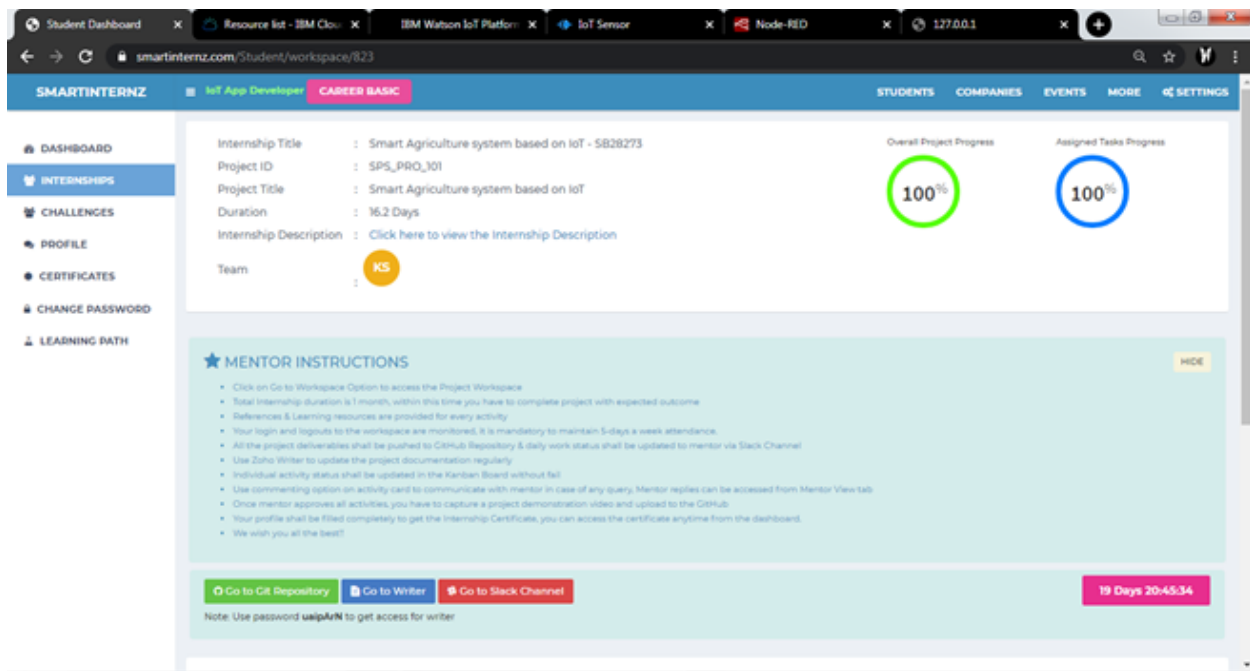 Student Dashboard
Resource list - IBM Clou
IBM Watson IoT Platform
IoT Sensor
Node-RED
127.0.0.1
smartinternz.com/Student/workspace/823
SMARTINTERNZ
IoT App Developer
CAREER BASIC
STUDENTS
COMPANIES
EVENTS
MORE
SETTINGS
DASHBOARD
INTERNSHIPS
CHALLENGES
PROFILE
CERTIFICATES
CHANGE PASSWORD
LEARNING PATH
Internship Title : Smart Agriculture system based on IoT - SB28273
Project ID : SPS_PRO_101
Project Title : Smart Agriculture system based on IoT
Duration : 16.2 Days
Internship Description : Click here to view the Internship Description
Team : KS
Overall Project Progress
100%
Assigned Tasks Progress
100%
MENTOR INSTRUCTIONS
HIDE
Click on Go to Workspace Option to access the Project Workspace
Total Internship duration is 1 month, within this time you have to complete project with expected outcome
References & Learning resources are provided for every activity
Your login and logouts to the workspace are monitored, it is mandatory to maintain 5-days a week attendance.
All the project deliverables shall be pushed to GitHub Repository & daily work status shall be updated to mentor via Slack Channel
Use Zoho Writer to update the project documentation regularly
Individual activity status shall be updated in the Kanban Board without fail
Use commenting option on activity card to communicate with mentor in case of any query, Mentor replies can be accessed from Mentor View tab
Once mentor approves all activities, you have to capture a project demonstration video and upload to the GitHub
Your profile shall be filled completely to get the Internship Certificate, you can access the certificate anytime from the dashboard.
We wish you all the best!!
Go to Git Repository
Go to Writer
Go to Slack Channel
19 Days 20:45:34
Note: Use password uaipArN to get access for writer